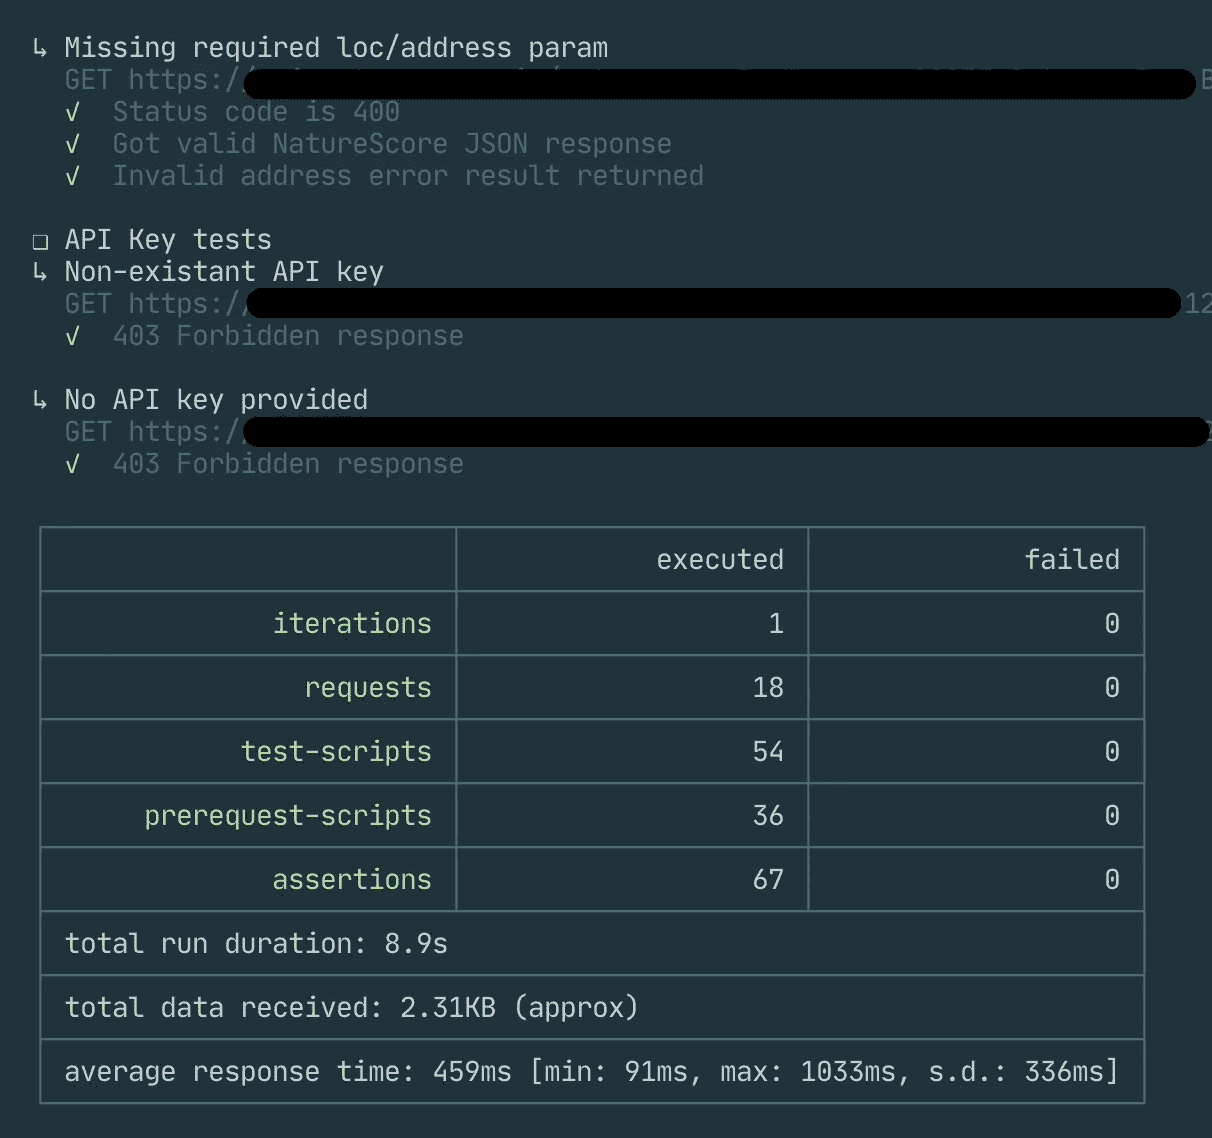 ↳ Missing required loc/address param
GET https:/
√ Status code is 400
√ Got valid NatureScore JSON response
√ Invalid address error result returned
❏ API Key tests
↳ Non-existant API key
GET https:// 12
√ 403 Forbidden response
↳ No API key provided
GET https:/
√ 403 Forbidden response
executed failed
iterations 1 0
requests 18 0
test-scripts 54 0
prerequest-scripts 36 0
assertions 67 0
total run duration: 8.9s
total data received: 2.31KB (approx)
average response time: 459ms [min: 91ms, max: 1033ms, s.d.: 336ms]